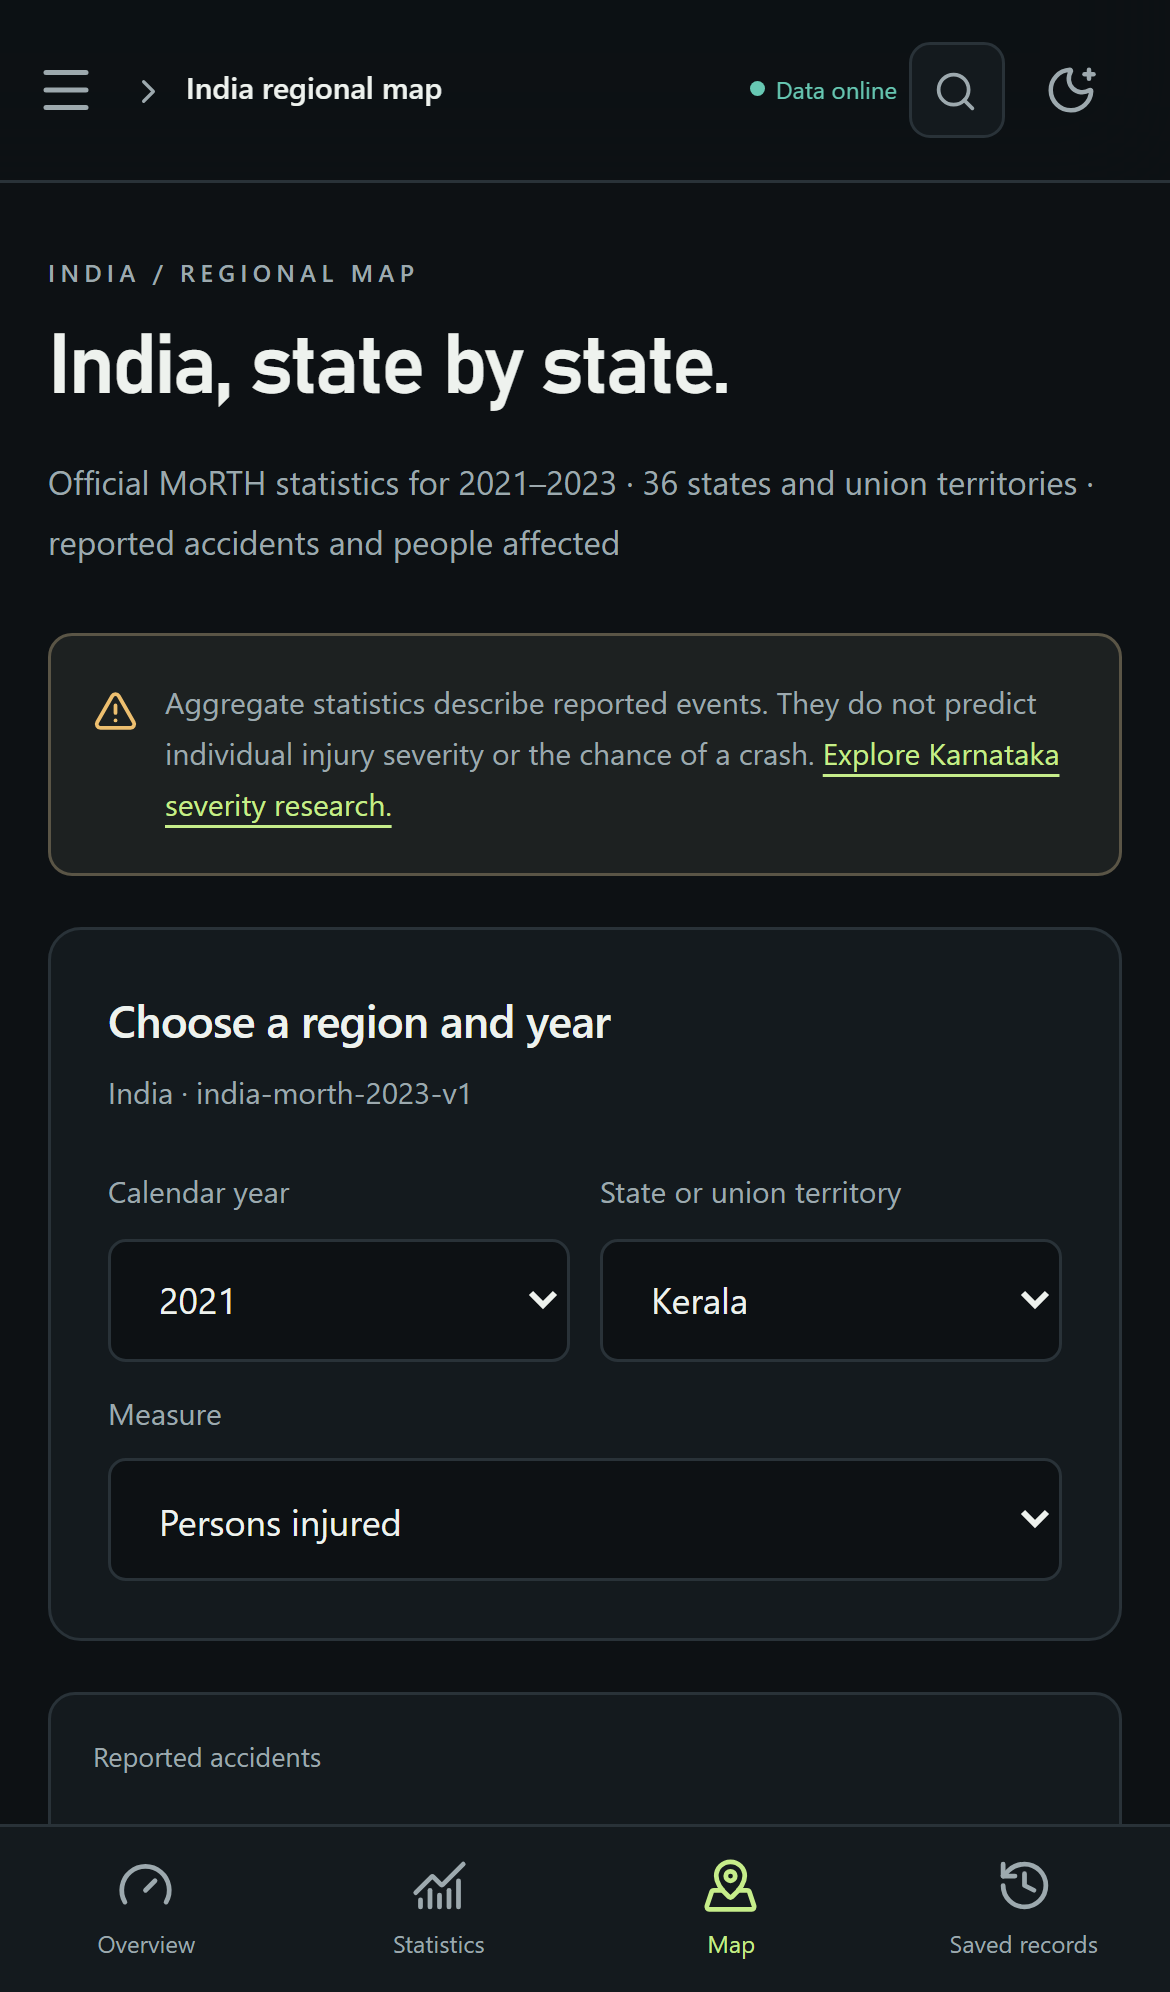 India regional map
Data online
INDIA / REGIONAL MAP
India, state by state.
Official MoRTH statistics for 2021–2023 · 36 states and union territories ·
reported accidents and people affected
Aggregate statistics describe reported events. They do not predict
individual injury severity or the chance of a crash. Explore Karnataka
severity research.
Choose a region and year
India · india-morth-2023-v1
Calendar year
State or union territory
2021
Kerala
Measure
Persons injured
Reported accidents
Overview
Statistics
Map
Saved records